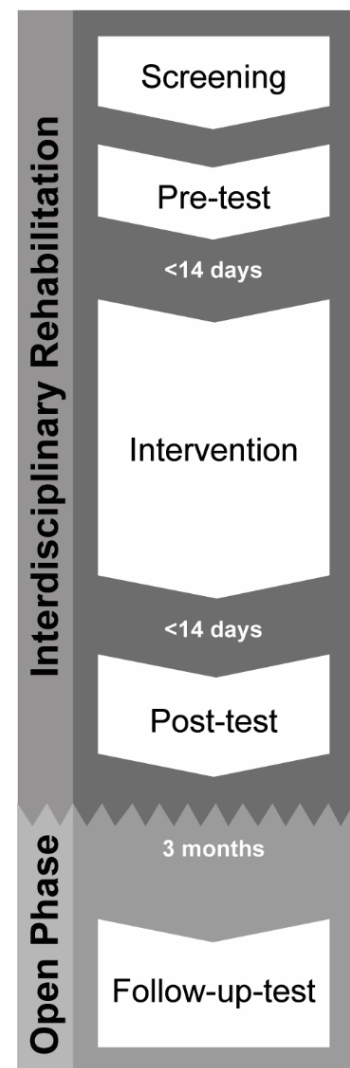 Interdisciplinary Rehabilitation
Screening
Pre-test
<14 days
Intervention
<14 days
Post-test
Open Phase
3 months
Follow-up-test